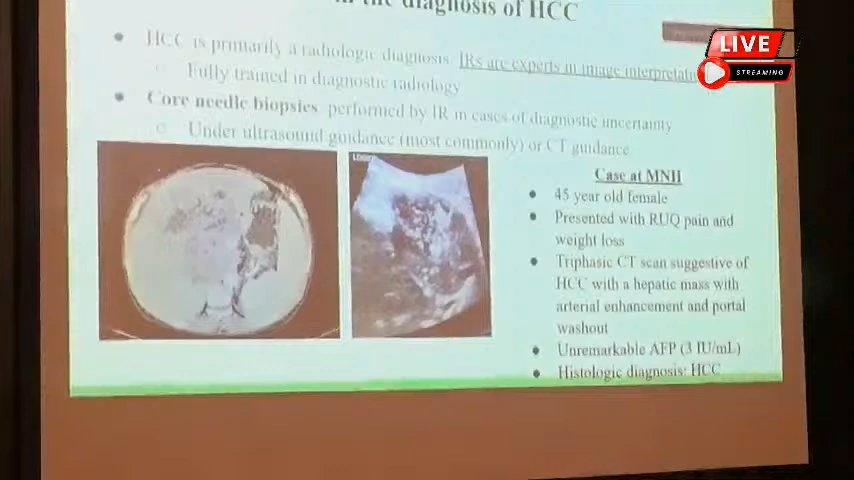 in the diagnosis of HCC
LIVE
STREAMING
HCC is primarily a radiologic diagnosis. IRs are experts in image
Fully trained in diagnostic radiology
Core needle biopsies performed by IR in cases of diagnostic uncertainty
Under ultrasound guidance (most commonly) or CT guidance
LOGIQ
Case at MNH
45 year old female
Presented with RUQ pain and
weight loss
Triphasic CT scan suggestive of
HCC with a hepatic mass with
arterial enhancement and portal
washout
Unremarkable AFP (3 IU/mL)
Histologic diagnosis: HCC